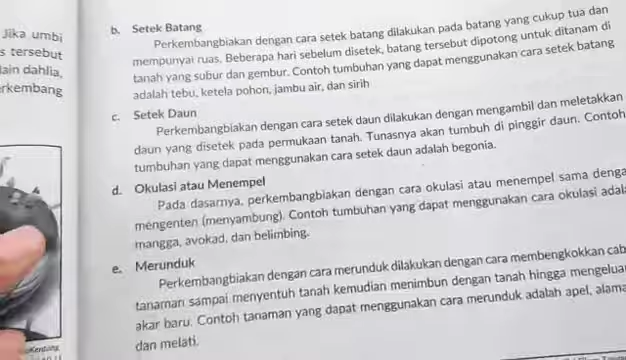 Jika umbi
s tersebut
lain dahlia,
rkembang
b. Setek Batang
Perkembangbiakan dengan cara setek batang dilakukan pada batang yang cukup tua dan
mempunyai ruas. Beberapa hari sebelum disetek, batang tersebut dipotong untuk ditanam di
tanah yang subur dan gembur. Contoh tumbuhan yang dapat menggunakan cara setek batang
adalah tebu, ketela pohon, jambu air, dan sirih
c. Setek Daun
Perkembangbiakan dengan cara setek daun dilakukan dengan mengambil dan meletakkan
daun yang disetek pada permukaan tanah. Tunasnya akan tumbuh di pinggir daun. Contoh
tumbuhan yang dapat menggunakan cara setek daun adalah begonia.
d. Okulasi atau Menempel
Pada dasarnya, perkembangbiakan dengan cara okulasi atau menempel sama denga
mengenten (menyambung). Contoh tumbuhan yang dapat menggunakan cara okulasi adal
mangga, avokad, dan belimbing.
e. Merunduk
Perkembangbiakan dengan cara merunduk dilakukan dengan cara membengkokkan cab
tanaman sampai menyentuh tanah kemudian menimbun dengan tanah hingga mengelua
akar baru. Contoh tanaman yang dapat menggunakan cara merunduk adalah apel, alama
dan melati.
Kentang